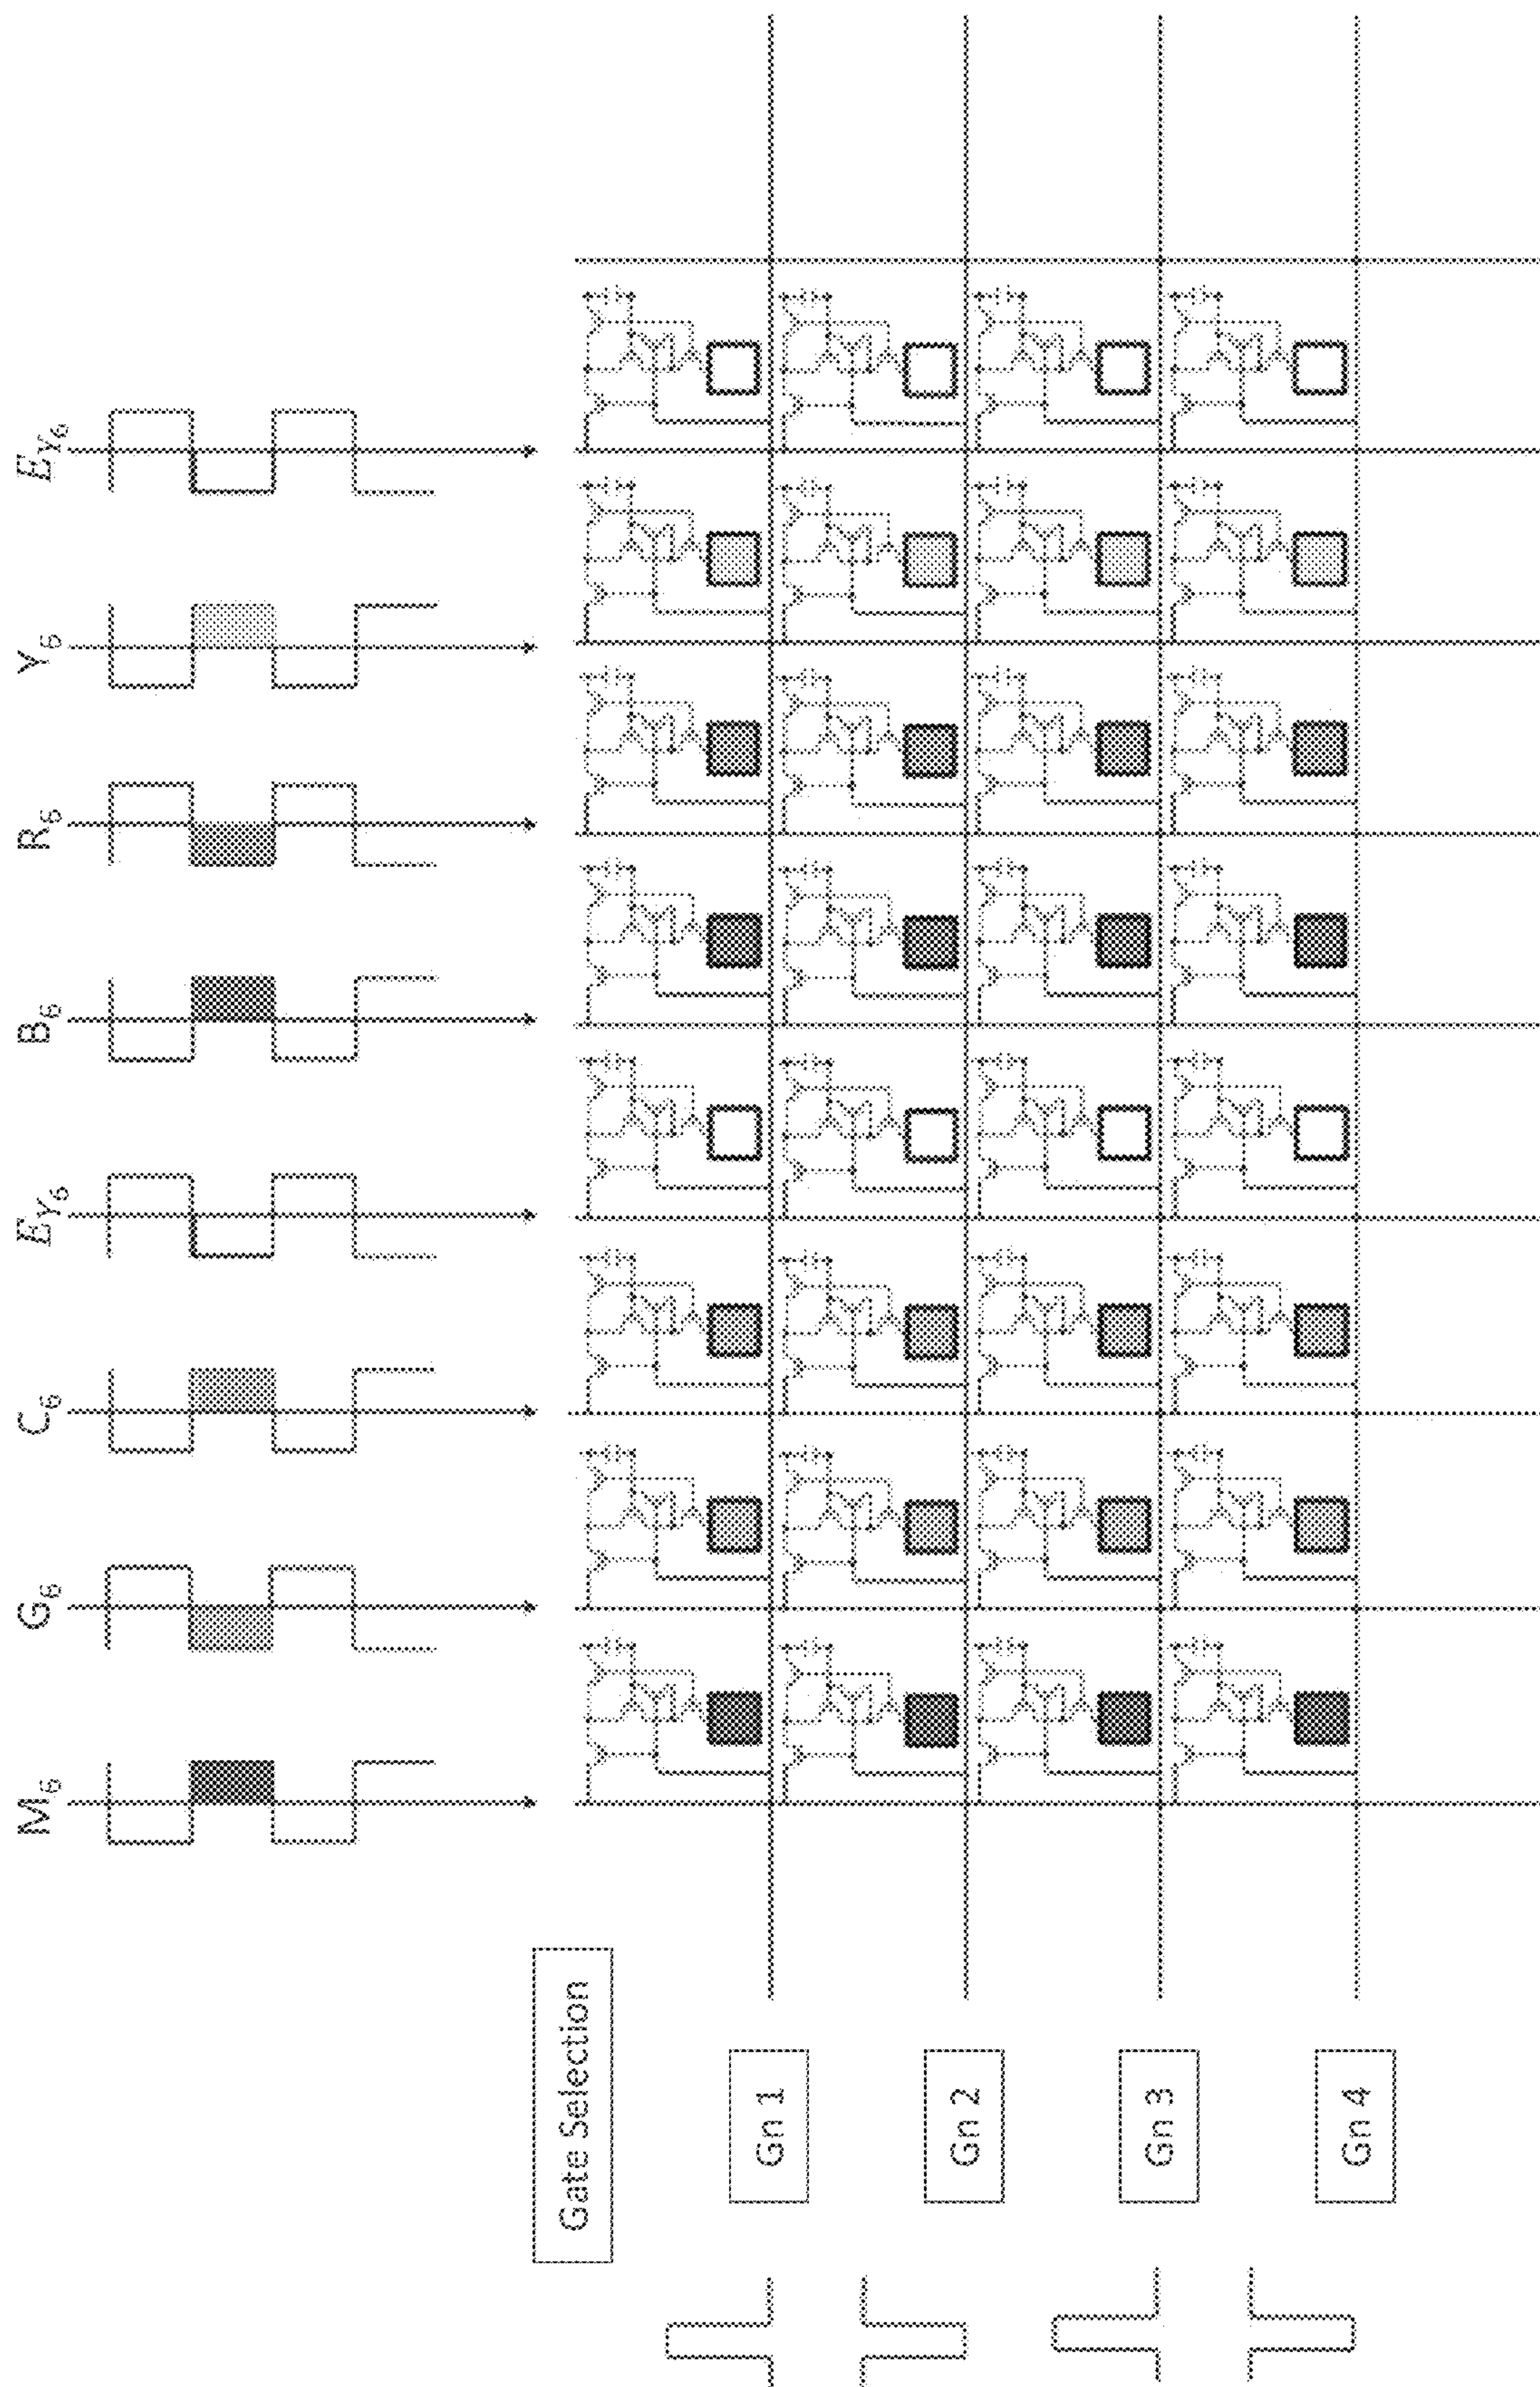 M₆ G₆ C₆ EY₆ B₆ R₆ Y₆ EY₆
Gate Selection
Gn 1
Gn 2
Gn 3
Gn 4